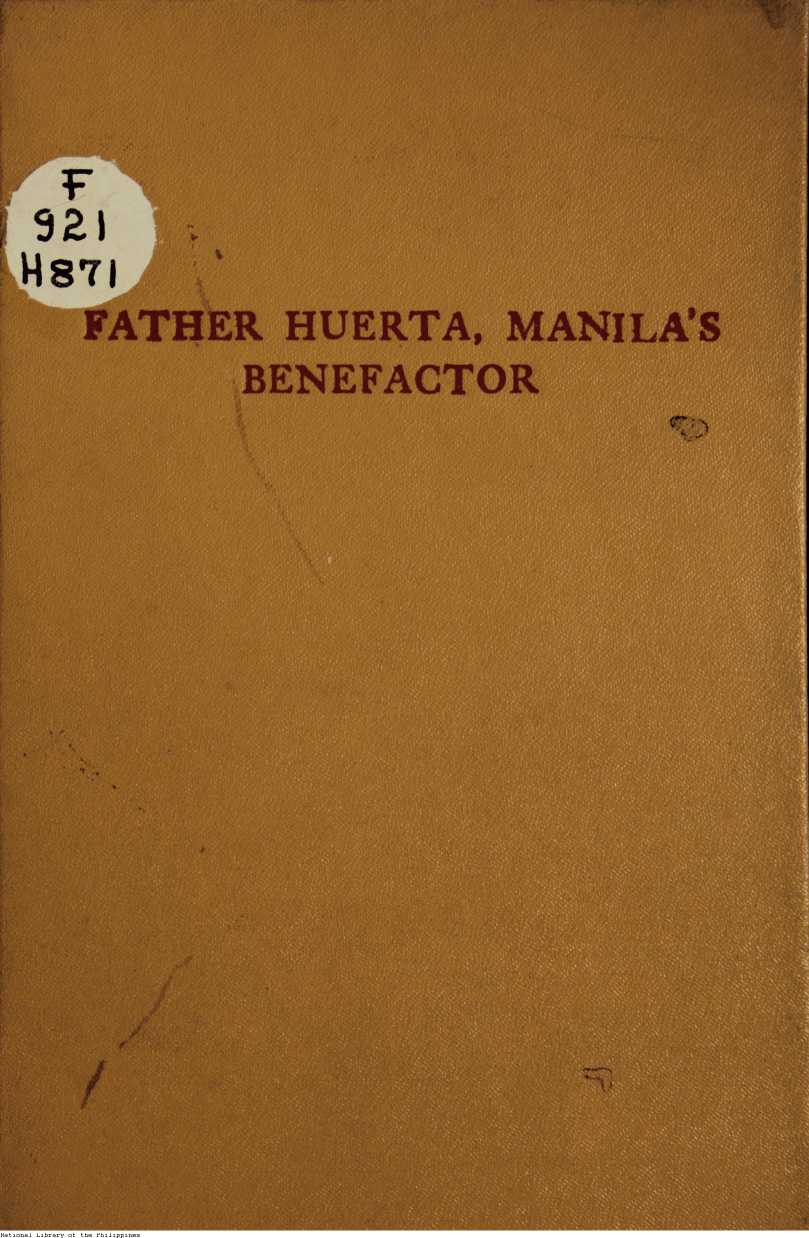 F
921
H871
FATHER HUERTA, MANILA'S
BENEFACTOR
National Library of the Philippines